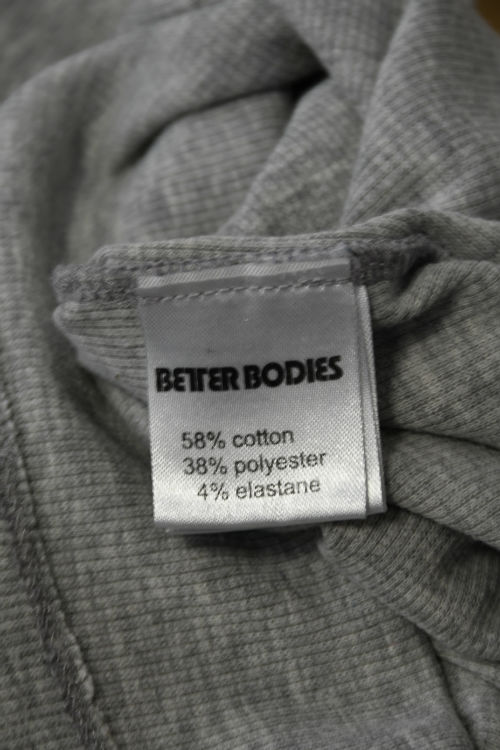 BETTER BODIES
58% cotton
38% polyester
4% elastane